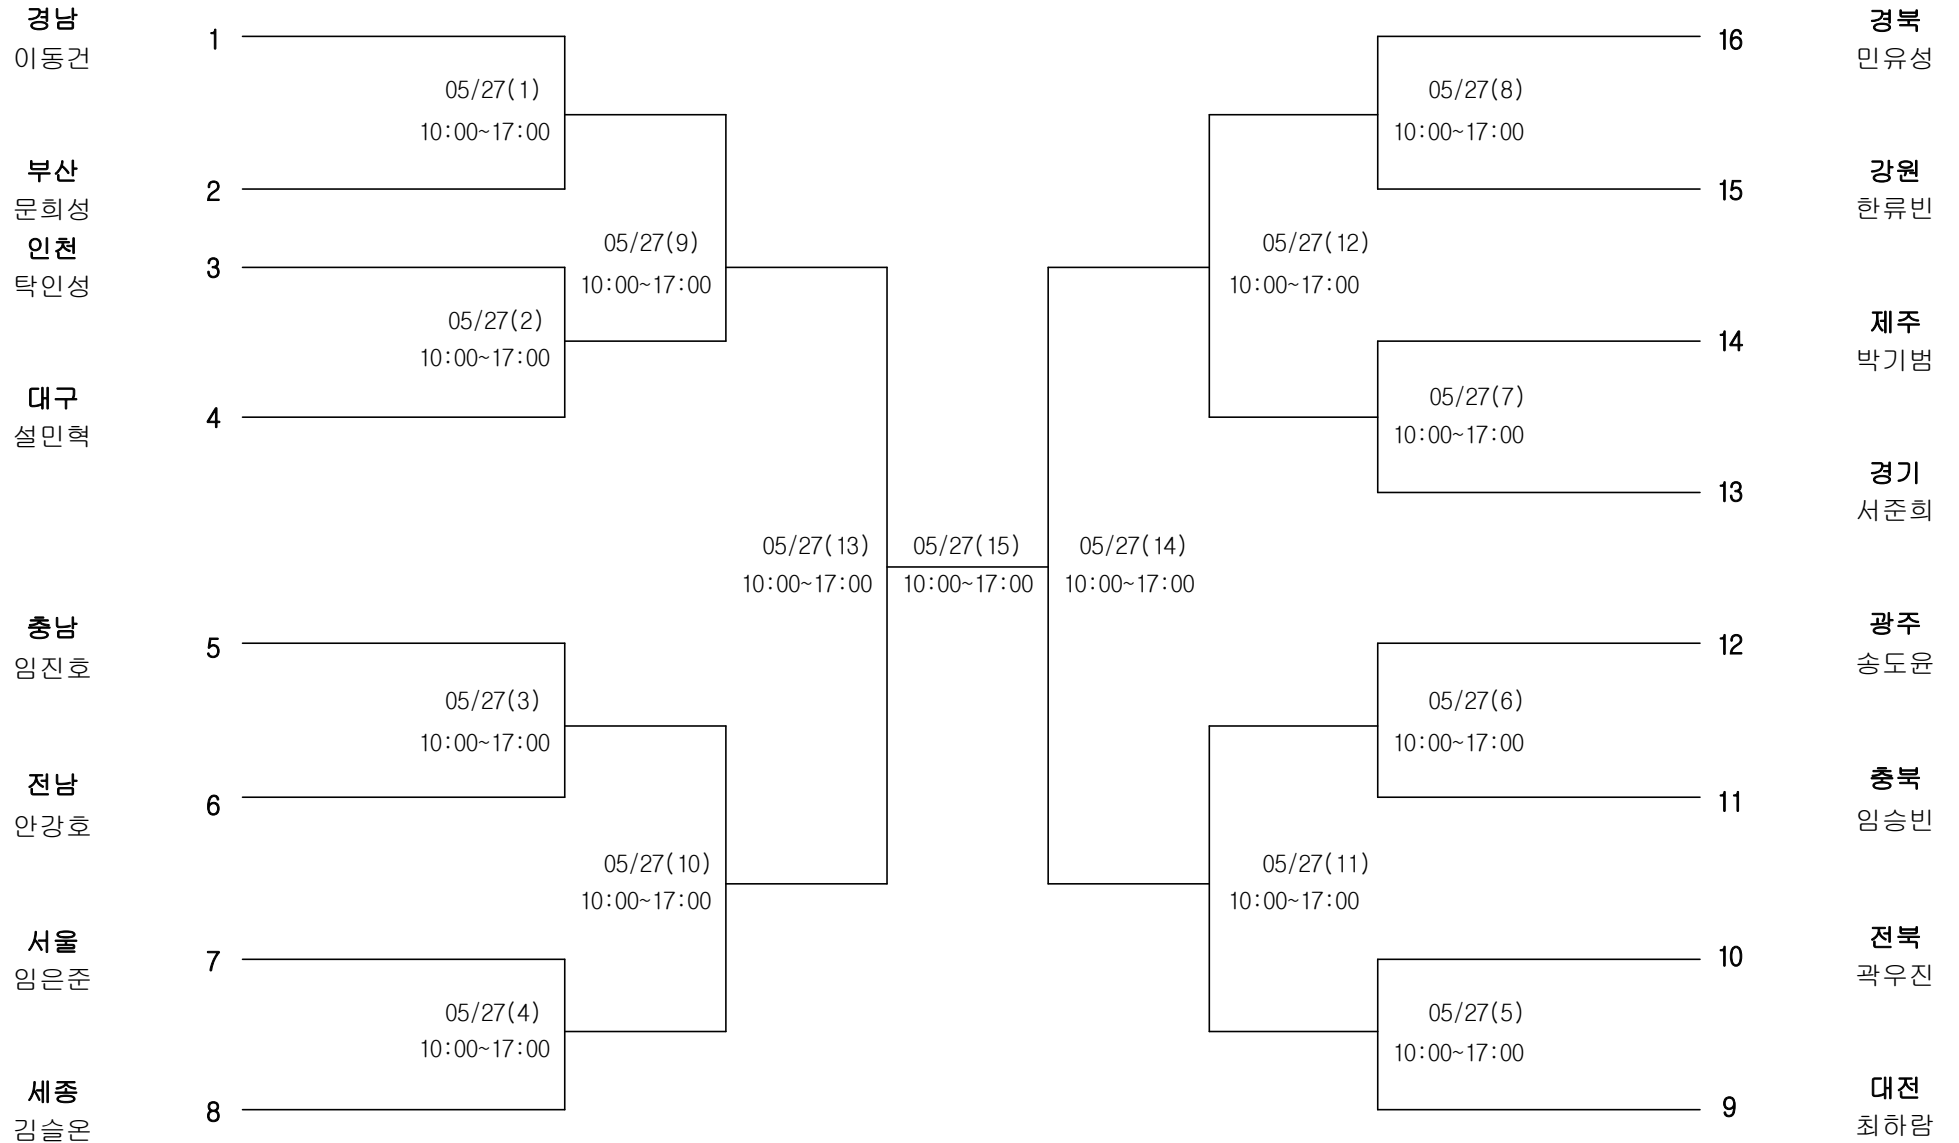 경남
이동건
1
05/27(1)
10:00~17:00
부산
문희성
2
인천
탁인성
3
05/27(9)
10:00~17:00
05/27(2)
10:00~17:00
대구
설민혁
4
05/27(13)
10:00~17:00
충남
임진호
5
05/27(3)
10:00~17:00
전남
안강호
6
05/27(10)
10:00~17:00
서울
임은준
7
05/27(4)
10:00~17:00
세종
김슬온
8
05/27(15)
10:00~17:00
경북
민유성
16
05/27(8)
10:00~17:00
강원
한류빈
15
05/27(12)
10:00~17:00
제주
박기범
14
05/27(7)
10:00~17:00
경기
서준희
13
05/27(14)
10:00~17:00
광주
송도윤
12
05/27(6)
10:00~17:00
충북
임승빈
11
05/27(11)
10:00~17:00
전북
곽우진
10
05/27(5)
10:00~17:00
대전
최하람
9